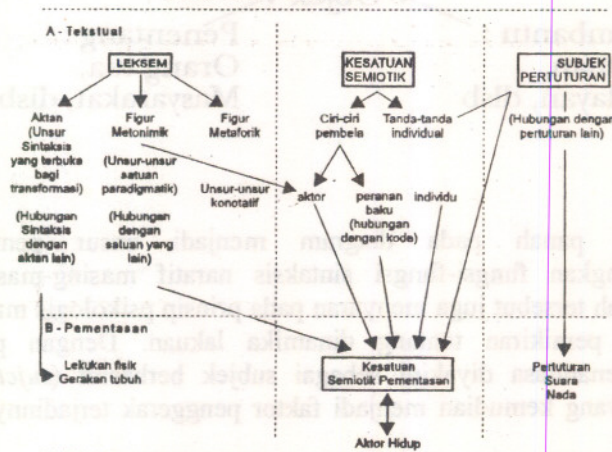 A - Tekstual
LEKSEM
KESATUAN
SEMIOTIK
SUBJEK
PERTUTURAN
Aktan
(Unsur
Sintaksis
yang terbuka
bagi
transformasi)
(Hubungan
Sintaksis
dengan
aktan lain)
Figur
Metonimik
(Unsur-unsur
satuan
paradigmatik)
(Hubungan
dengan
satuan yang
lain)
Figur
Metaforik
Unsur-unsur
konotatif
Ciri-ciri
pembela
Tanda-tanda
individual
(Hubungan dengan
pertuturan lain)
aktor
peranan
baku
(hubungan
dengan kode)
individu
B - Pementasan
Lekukan fisik
Gerakan tubuh
Kesatuan
Semiotik Pementasan
Pertuturan
Suara
Nada
Aktor Hidup